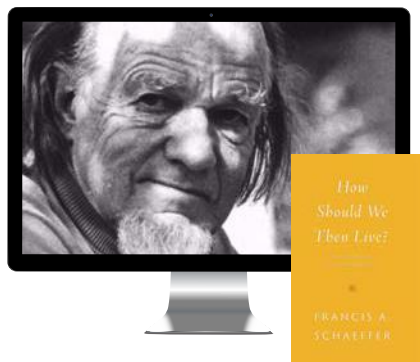 How
Should We
Then Live?
FRANCIS A.
SCHAEFFER